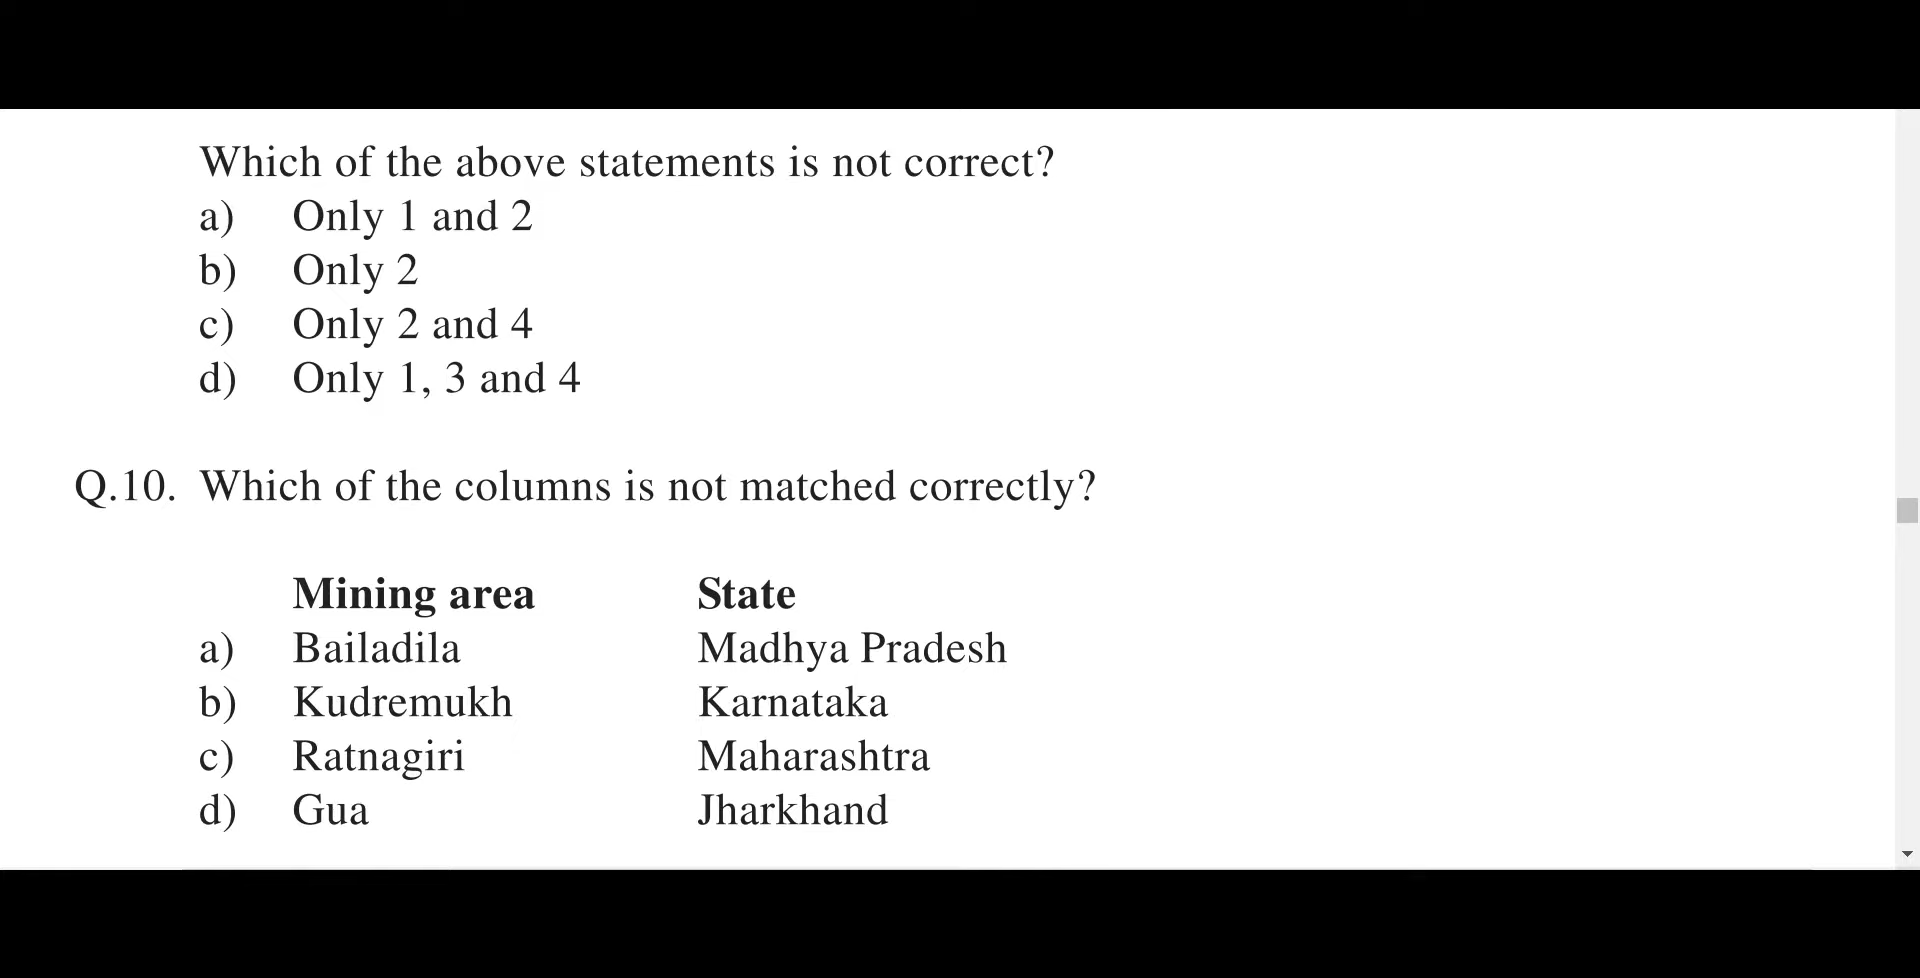 Which of the above statements is not correct?
a) Only 1 and 2
b) Only 2
c) Only 2 and 4
d) Only 1, 3 and 4
Q.10. Which of the columns is not matched correctly?
Mining area State
a) Bailadila Madhya Pradesh
b) Kudremukh Karnataka
c) Ratnagiri Maharashtra
d) Gua Jharkhand